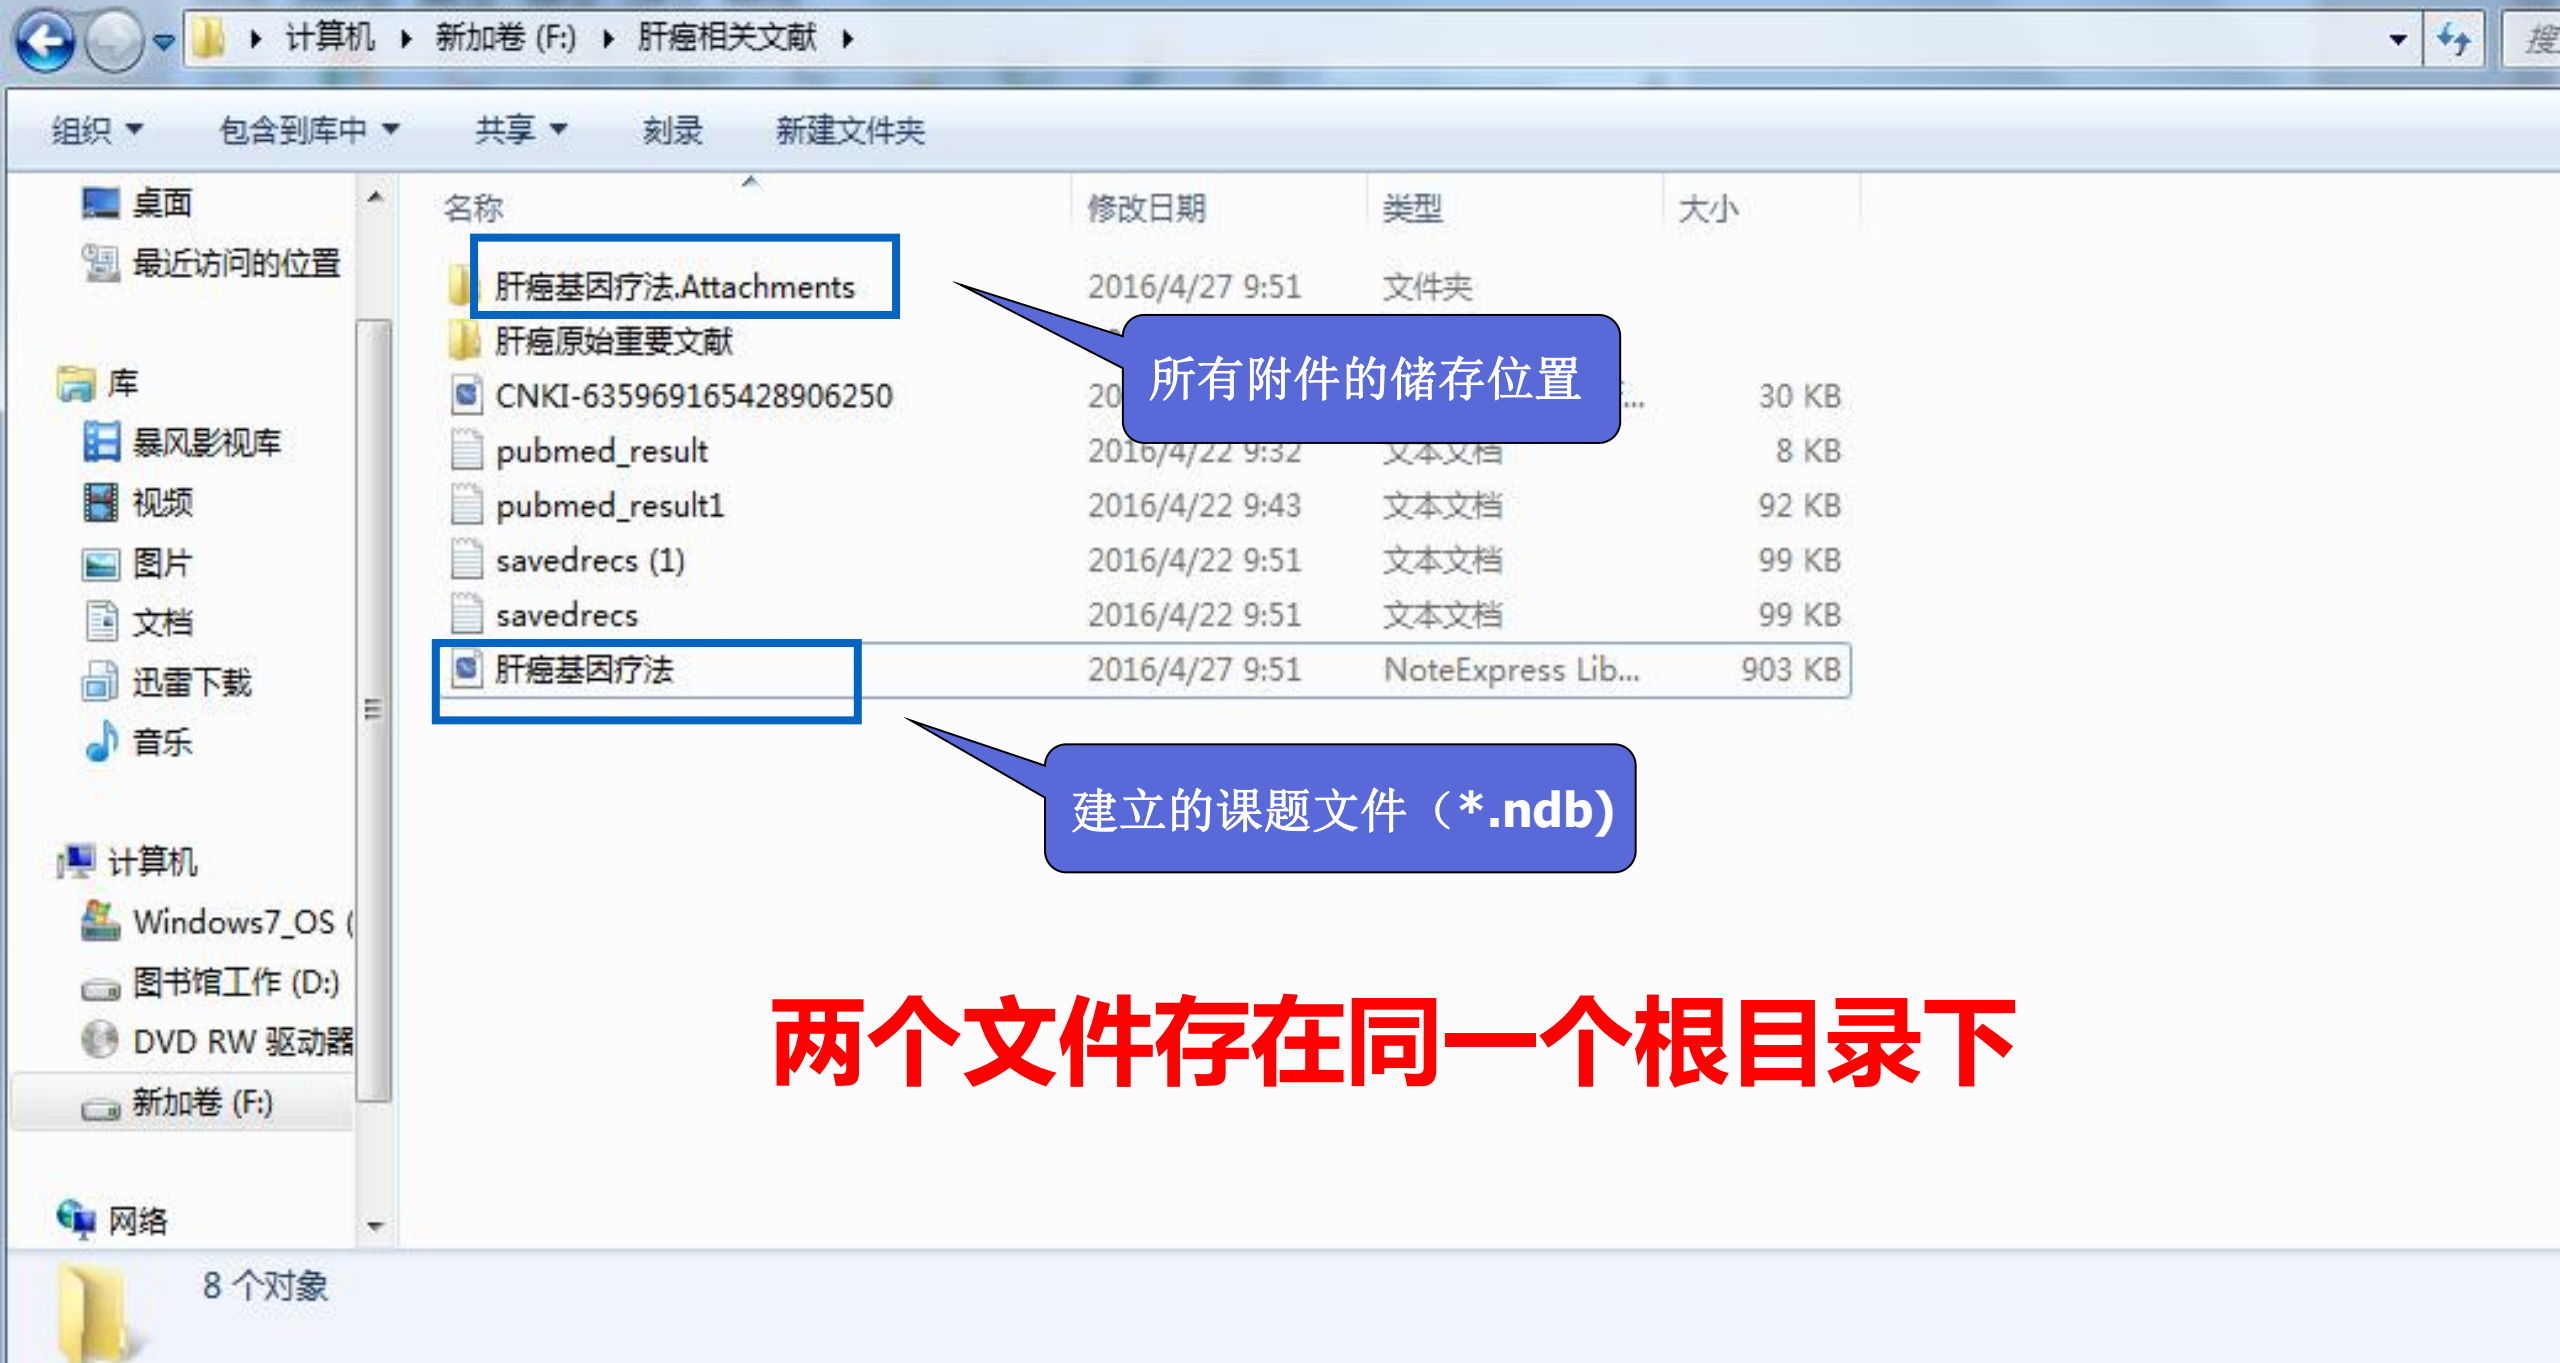 计算机 新加卷 (F:) 肝癌相关文献
组织 包含到库中 共享 刻录 新建文件夹
桌面
最近访问的位置
库
暴风影视库
视频
图片
文档
迅雷下载
音乐
计算机
Windows7_OS (
图书馆工作 (D:)
DVD RW 驱动器
新加卷 (F:)
网络
名称 修改日期 类型 大小
肝癌基因疗法.Attachments 2016/4/27 9:51 文件夹
肝癌原始重要文献
CNKI-635969165428906250 20 ... 30 KB
pubmed_result 2016/4/22 9:32 文本文档 8 KB
pubmed_result1 2016/4/22 9:43 文本文档 92 KB
savedrecs (1) 2016/4/22 9:51 文本文档 99 KB
savedrecs 2016/4/22 9:51 文本文档 99 KB
肝癌基因疗法 2016/4/27 9:51 NoteExpress Lib... 903 KB
所有附件的储存位置
建立的课题文件（*.ndb)
两个文件存在同一个根目录下
8 个对象